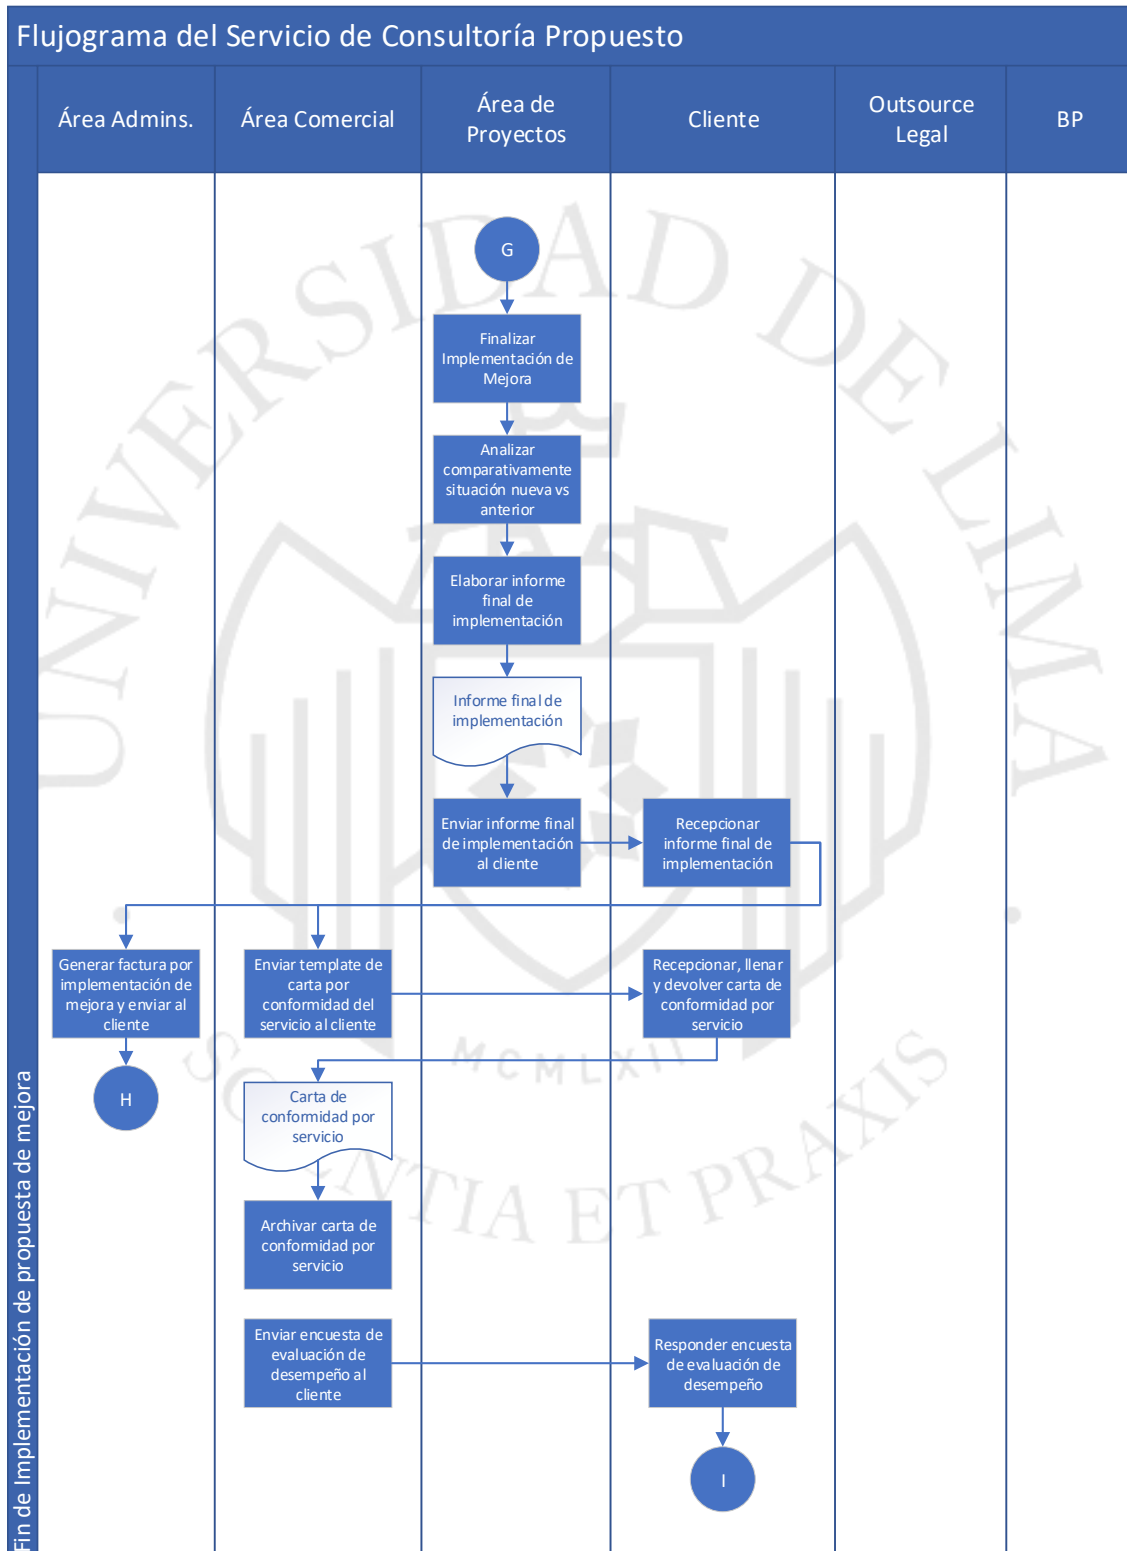 Flujograma del Servicio de Consultoría Propuesto
Área Admins.
Área Comercial
Área de
Proyectos
Cliente
Outsource
Legal
BP
Fin de Implementación de propuesta de mejora
UNIVERSIDAD DE LIMA
G
Finalizar
Implementación de
Mejora
Analizar
comparativamente
situación nueva vs
anterior
Elaborar informe
final de
implementación
Informe final de
implementación
Enviar informe final
de implementación
al cliente
Recepcionar
informe final de
implementación
Generar factura por
implementación de
mejora y enviar al
cliente
Enviar template de
carta por
conformidad del
servicio al cliente
Recepcionar, llenar
y devolver carta de
conformidad por
servicio
H
MCMLXII
Carta de
conformidad por
servicio
Archivar carta de
conformidad por
servicio
ET PRAXIS
Enviar encuesta de
evaluación de
desempeño al
cliente
Responder encuesta
de evaluación de
desempeño
I